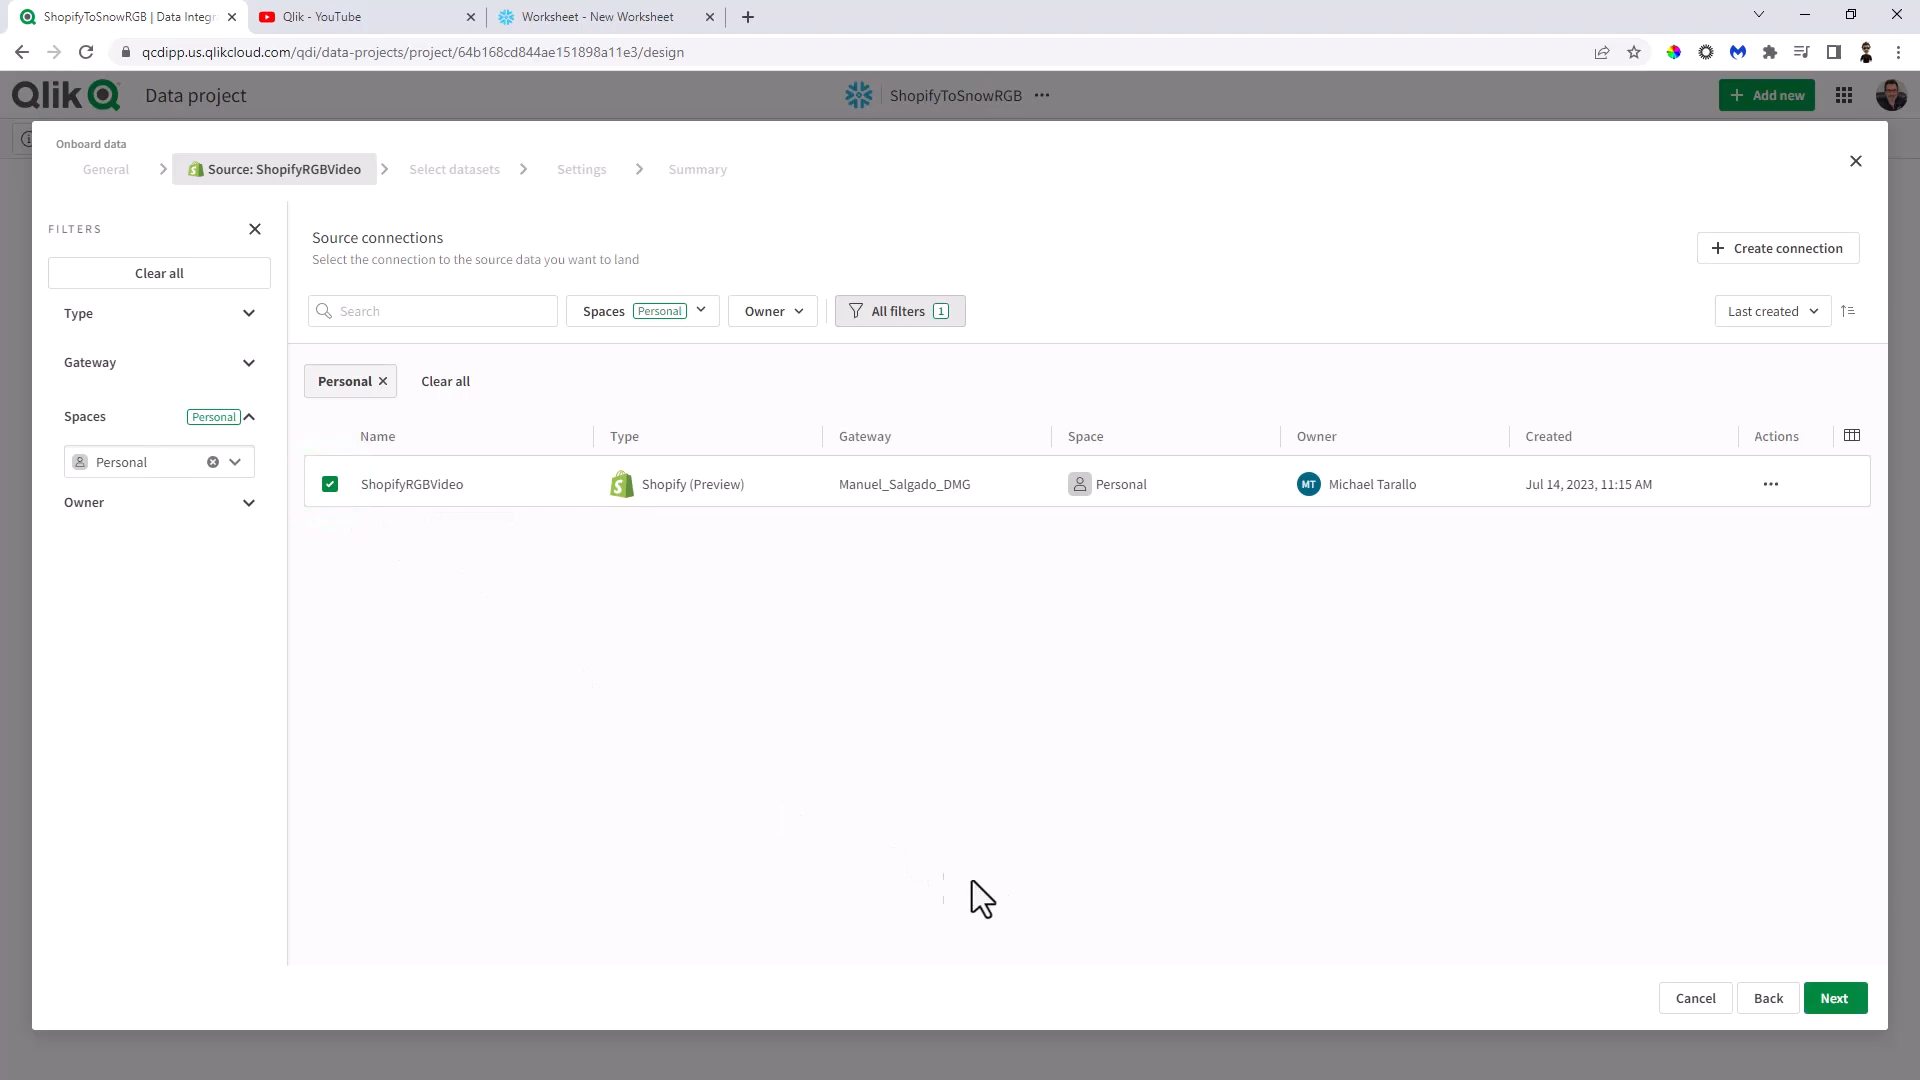 ShopifyToSnowRGB | Data Integr
Qlik - YouTube
Worksheet - New Worksheet
qcdipp.us.qlikcloud.com/qdi/data-projects/project/64b168cd844ae151898a11e3/design
Qlik Data project
ShopifyToSnowRGB
Add new
Onboard data
General
Source: ShopifyRGBVideo
Select datasets
Settings
Summary
FILTERS
Clear all
Type
Gateway
Spaces Personal
Personal
Owner
Source connections
Select the connection to the source data you want to land
Create connection
Search
Spaces Personal
Owner
All filters 1
Last created
Personal
Clear all
Name Type Gateway Space Owner Created Actions
ShopifyRGBVideo Shopify (Preview) Manuel_Salgado_DMG Personal MT Michael Tarallo Jul 14, 2023, 11:15 AM
Cancel Back Next